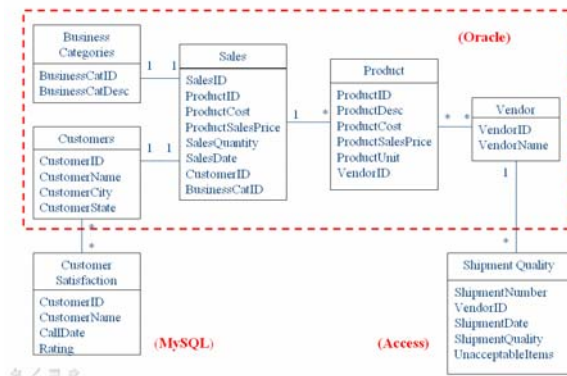 Business
Categories
BusinessCatID
BusinessCatDesc
1
1
Sales
SalesID
ProductID
ProductCost
ProductSalesPrice
SalesQuantity
SalesDate
CustomerID
BusinessCatID
1
*
(Oracle)
Product
ProductID
ProductDesc
ProductCost
ProductSalesPrice
ProductUnit
VendorID
*
*
Vendor
VendorID
VendorName
Customers
CustomerID
CustomerName
CustomerCity
CustomerState
1
1
1
*
*
*
Customer
Satisfaction
CustomerID
CustomerName
CallDate
Rating
(MySQL)
(Access)
Shipment Quality
ShipmentNumber
VendorID
ShipmentDate
ShipmentQuality
UnacceptableItems